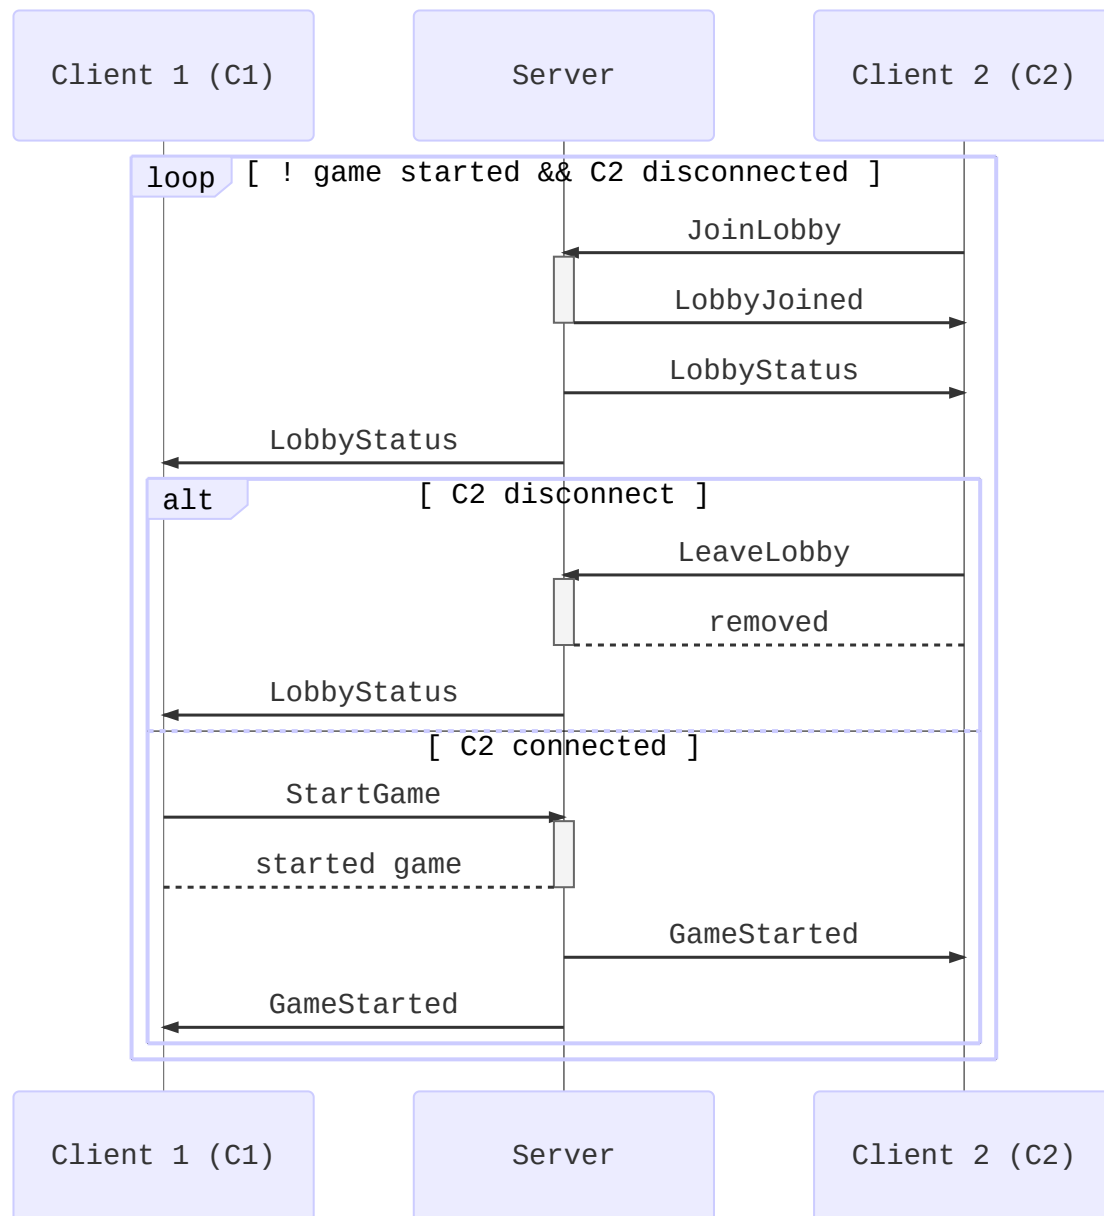 Client 1 (C1)
Server
Client 2 (C2)
loop
[ ! game started && C2 disconnected ]
JoinLobby
LobbyJoined
LobbyStatus
LobbyStatus
alt
[ C2 disconnect ]
LeaveLobby
removed
LobbyStatus
[ C2 connected ]
StartGame
started game
GameStarted
GameStarted
Client 1 (C1)
Server
Client 2 (C2)